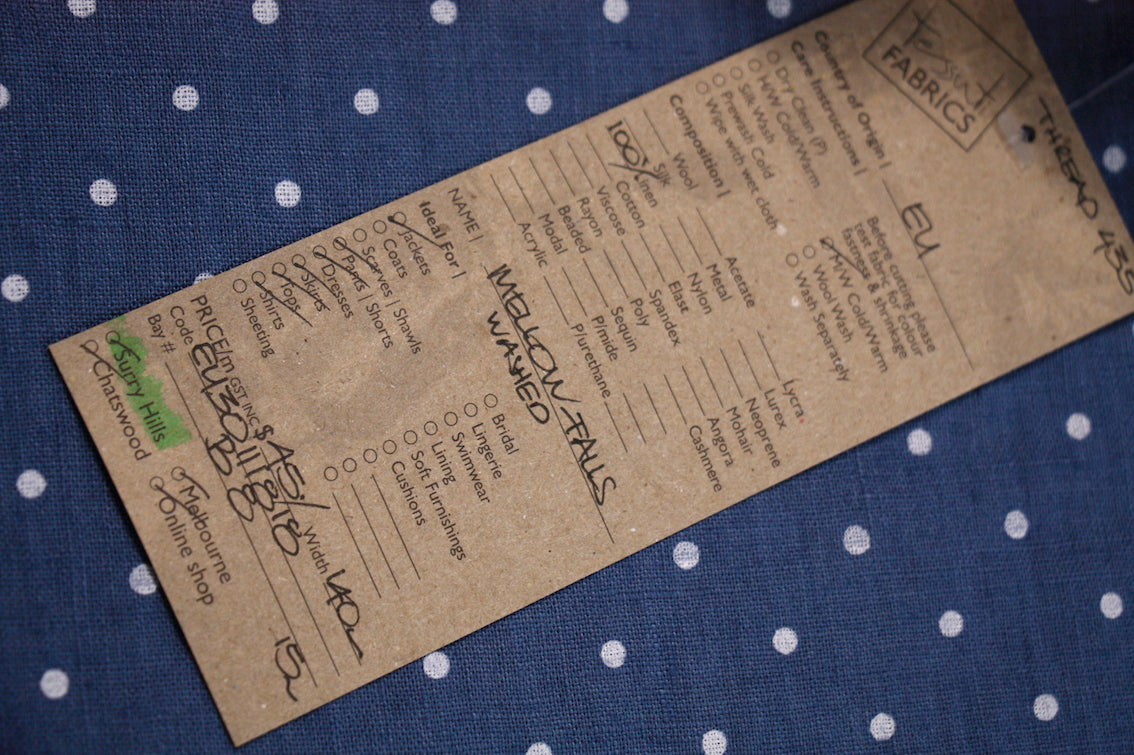 THREAD 435
Tessuti
FABRICS
Country of Origin | EU
Care Instructions |
Dry Clean (P)
H/W Cold/Warm
Silk Wash
Prewash Cold
Wipe with wet cloth
Before cutting please
test fabric for colour
fastness & shrinkage
M/W Cold/Warm
Wool Wash
Wash Separately
Composition |
Wool
Silk
100% Linen
Cotton
Viscose
Rayon
Beaded
Modal
Acrylic
Acetate
Metal
Nylon
Elast
Spandex
Poly
Sequin
P/mide
P/urethane
Lycra
Lurex
Neoprene
Mohair
Angora
Cashmere
NAME | MELLOW-TALLS
WASHED
Ideal For |
Jackets
Coats
Scarves | Shawls
Pants | Shorts
Dresses
Skirts
Tops
Shirts
Sheeting
Bridal
Lingerie
Swimwear
Lining
Soft Furnishings
Cushions
PRICE/m GST INC $ 45./ Width 140
Code
Bay # B8
Surry Hills
Chatswood
Melbourne
Online shop